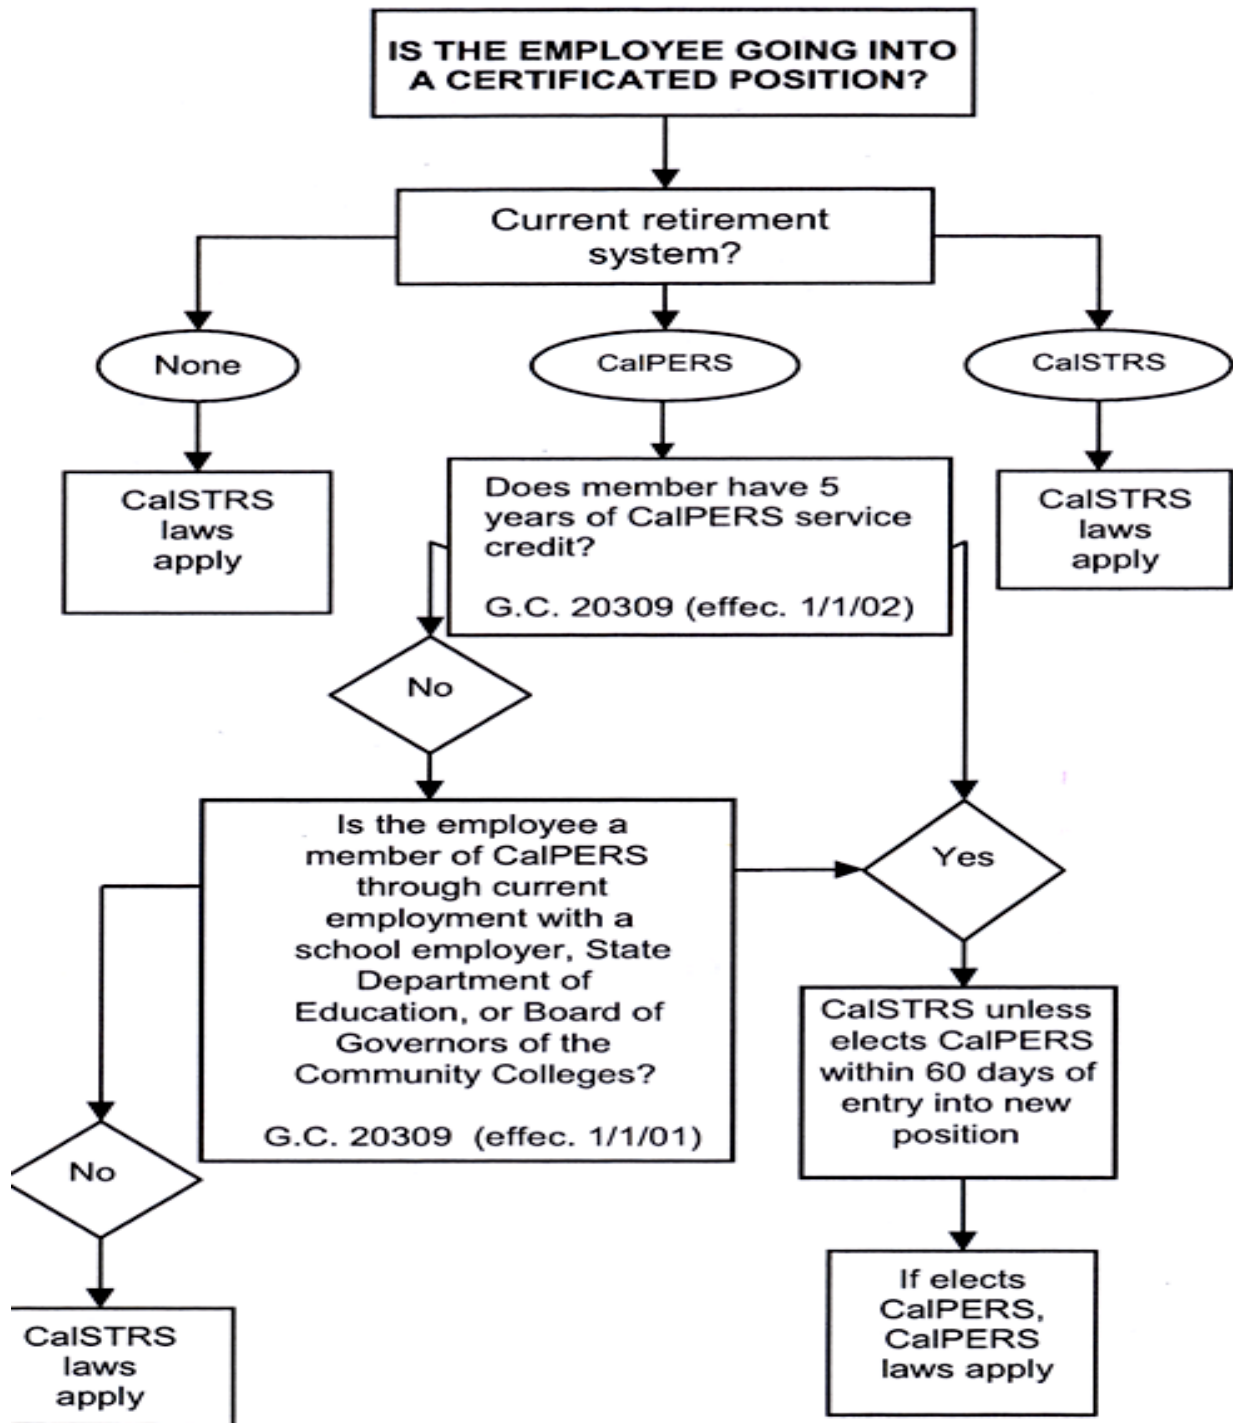 IS THE EMPLOYEE GOING INTO
A CERTIFICATED POSITION?
Current retirement
system?
None
CalPERS
CalSTRS
CalSTRS
laws
apply
Does member have 5
years of CalPERS service
credit?
G.C. 20309 (effec. 1/1/02)
CalSTRS
laws
apply
No
Is the employee a
member of CalPERS
through current
employment with a
school employer, State
Department of
Education, or Board of
Governors of the
Community Colleges?
G.C. 20309 (effec. 1/1/01)
Yes
CalSTRS unless
elects CalPERS
within 60 days of
entry into new
position
No
If elects
CalPERS,
CalPERS
laws apply
CalSTRS
laws
apply